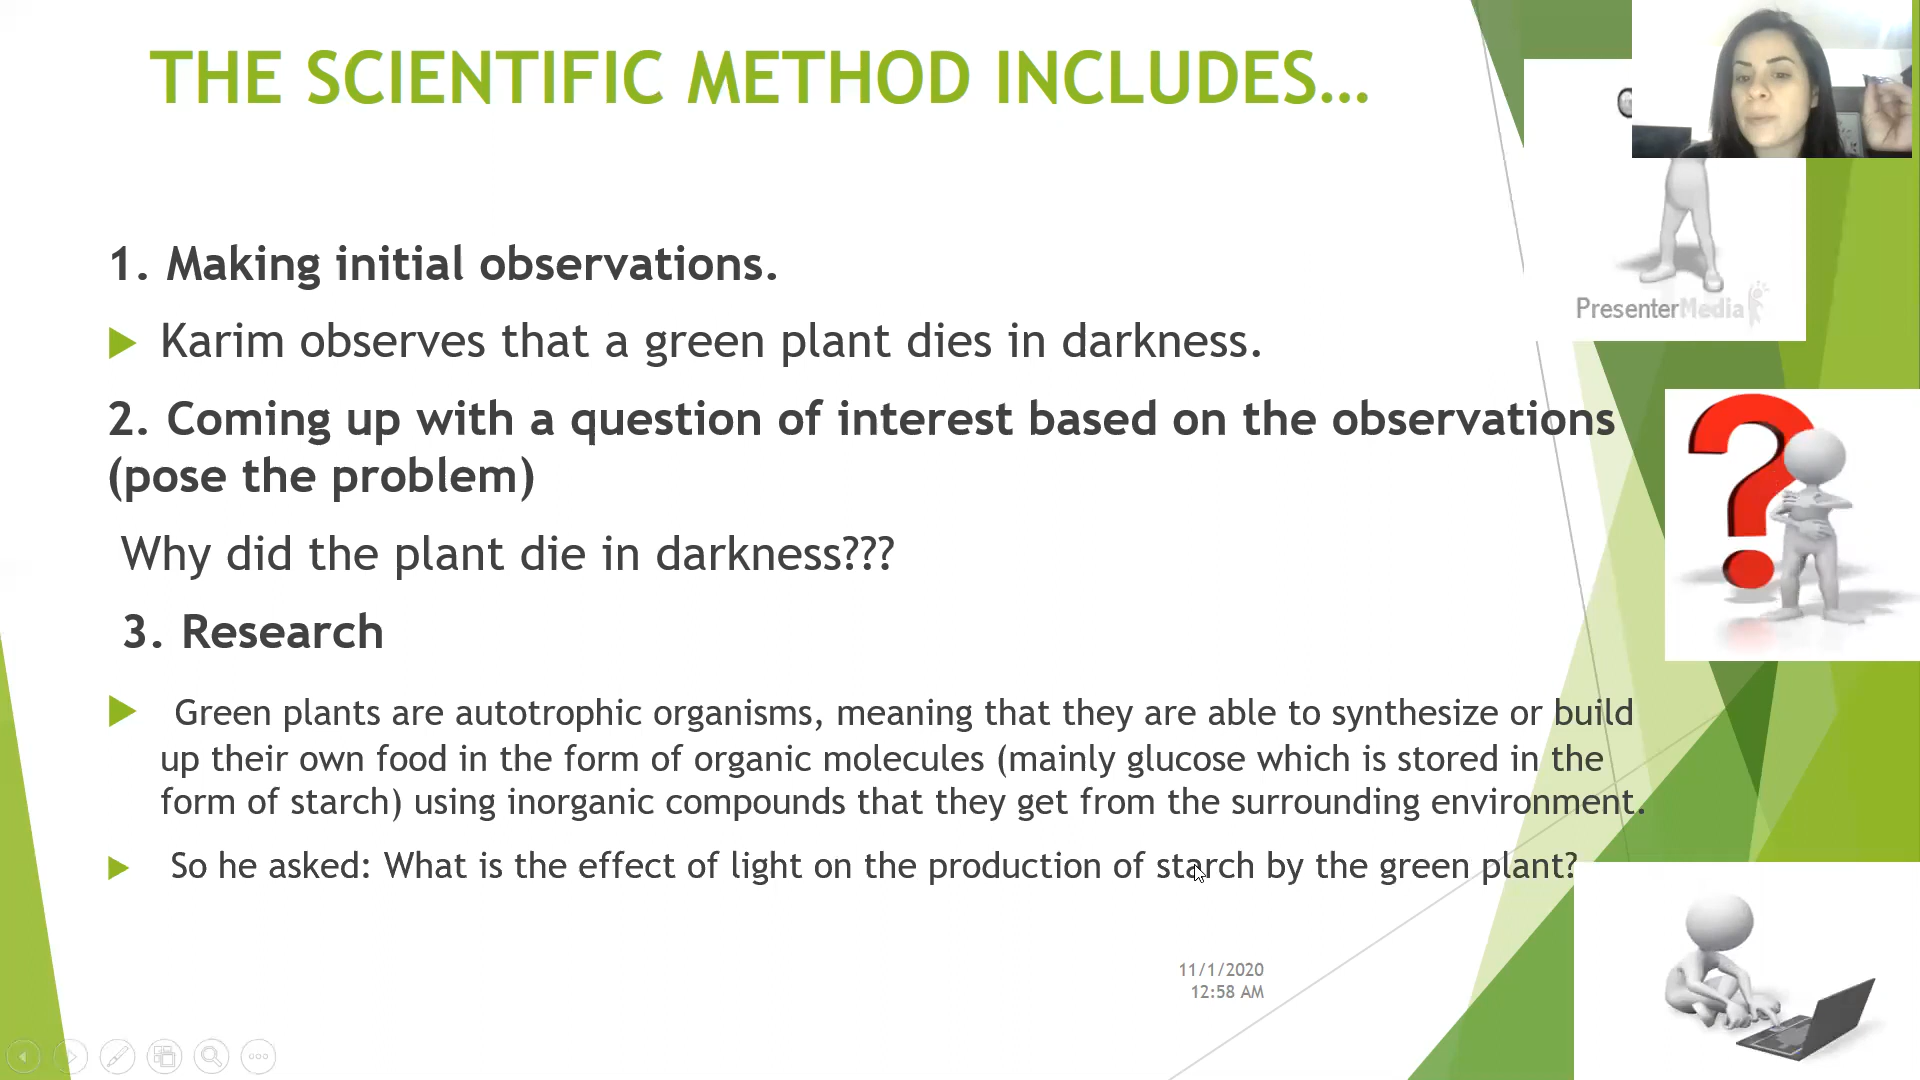 THE SCIENTIFIC METHOD INCLUDES...
1. Making initial observations.
Karim observes that a green plant dies in darkness.
2. Coming up with a question of interest based on the observations
(pose the problem)
Why did the plant die in darkness???
3. Research
Green plants are autotrophic organisms, meaning that they are able to synthesize or build
up their own food in the form of organic molecules (mainly glucose which is stored in the
form of starch) using inorganic compounds that they get from the surrounding environment.
So he asked: What is the effect of light on the production of starch by the green plant?
PresenterMedia
11/1/2020
12:58 AM